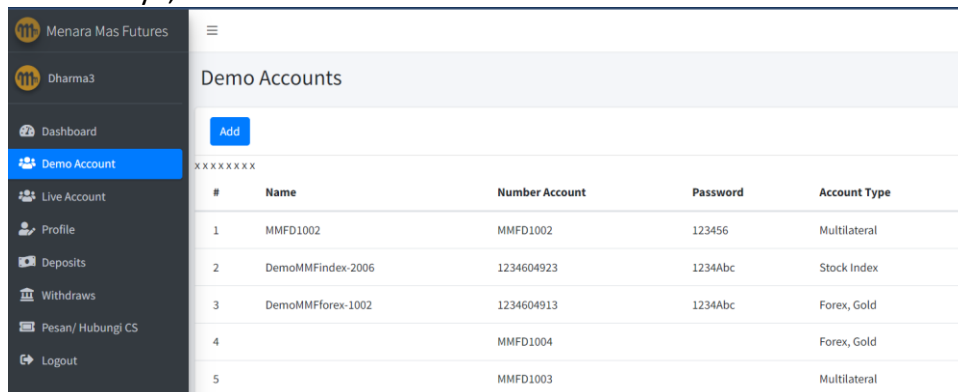 Menara Mas Futures
Dharma3
Dashboard
Demo Account
Live Account
Profile
Deposits
Withdraws
Pesan/ Hubungi CS
Logout
Demo Accounts
Add
x x x x x x x x
# Name Number Account Password Account Type
1 MMFD1002 MMFD1002 123456 Multilateral
2 DemoMMFindex-2006 1234604923 1234Abc Stock Index
3 DemoMMFforex-1002 1234604913 1234Abc Forex, Gold
4 MMFD1004 Forex, Gold
5 MMFD1003 Multilateral